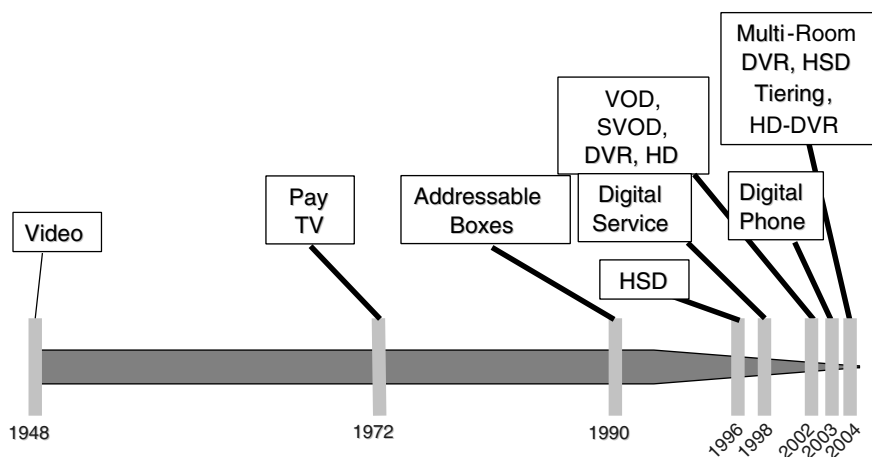 Multi-Room
DVR, HSD
Tiering,
HD-DVR
VOD,
SVOD,
DVR, HD
Pay
TV
Addressable
Boxes
Digital
Service
Digital
Phone
Video
HSD
1948
1972
1990
1996
1998
2002
2003
2004